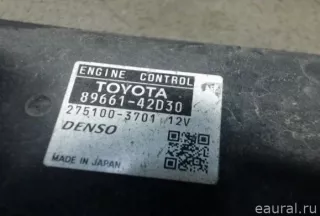 ENGINE CONTROL
TOYOTA
89661-42D30
275100-3701 12V
DENSO
MADE IN JAPAN
eaural.ru